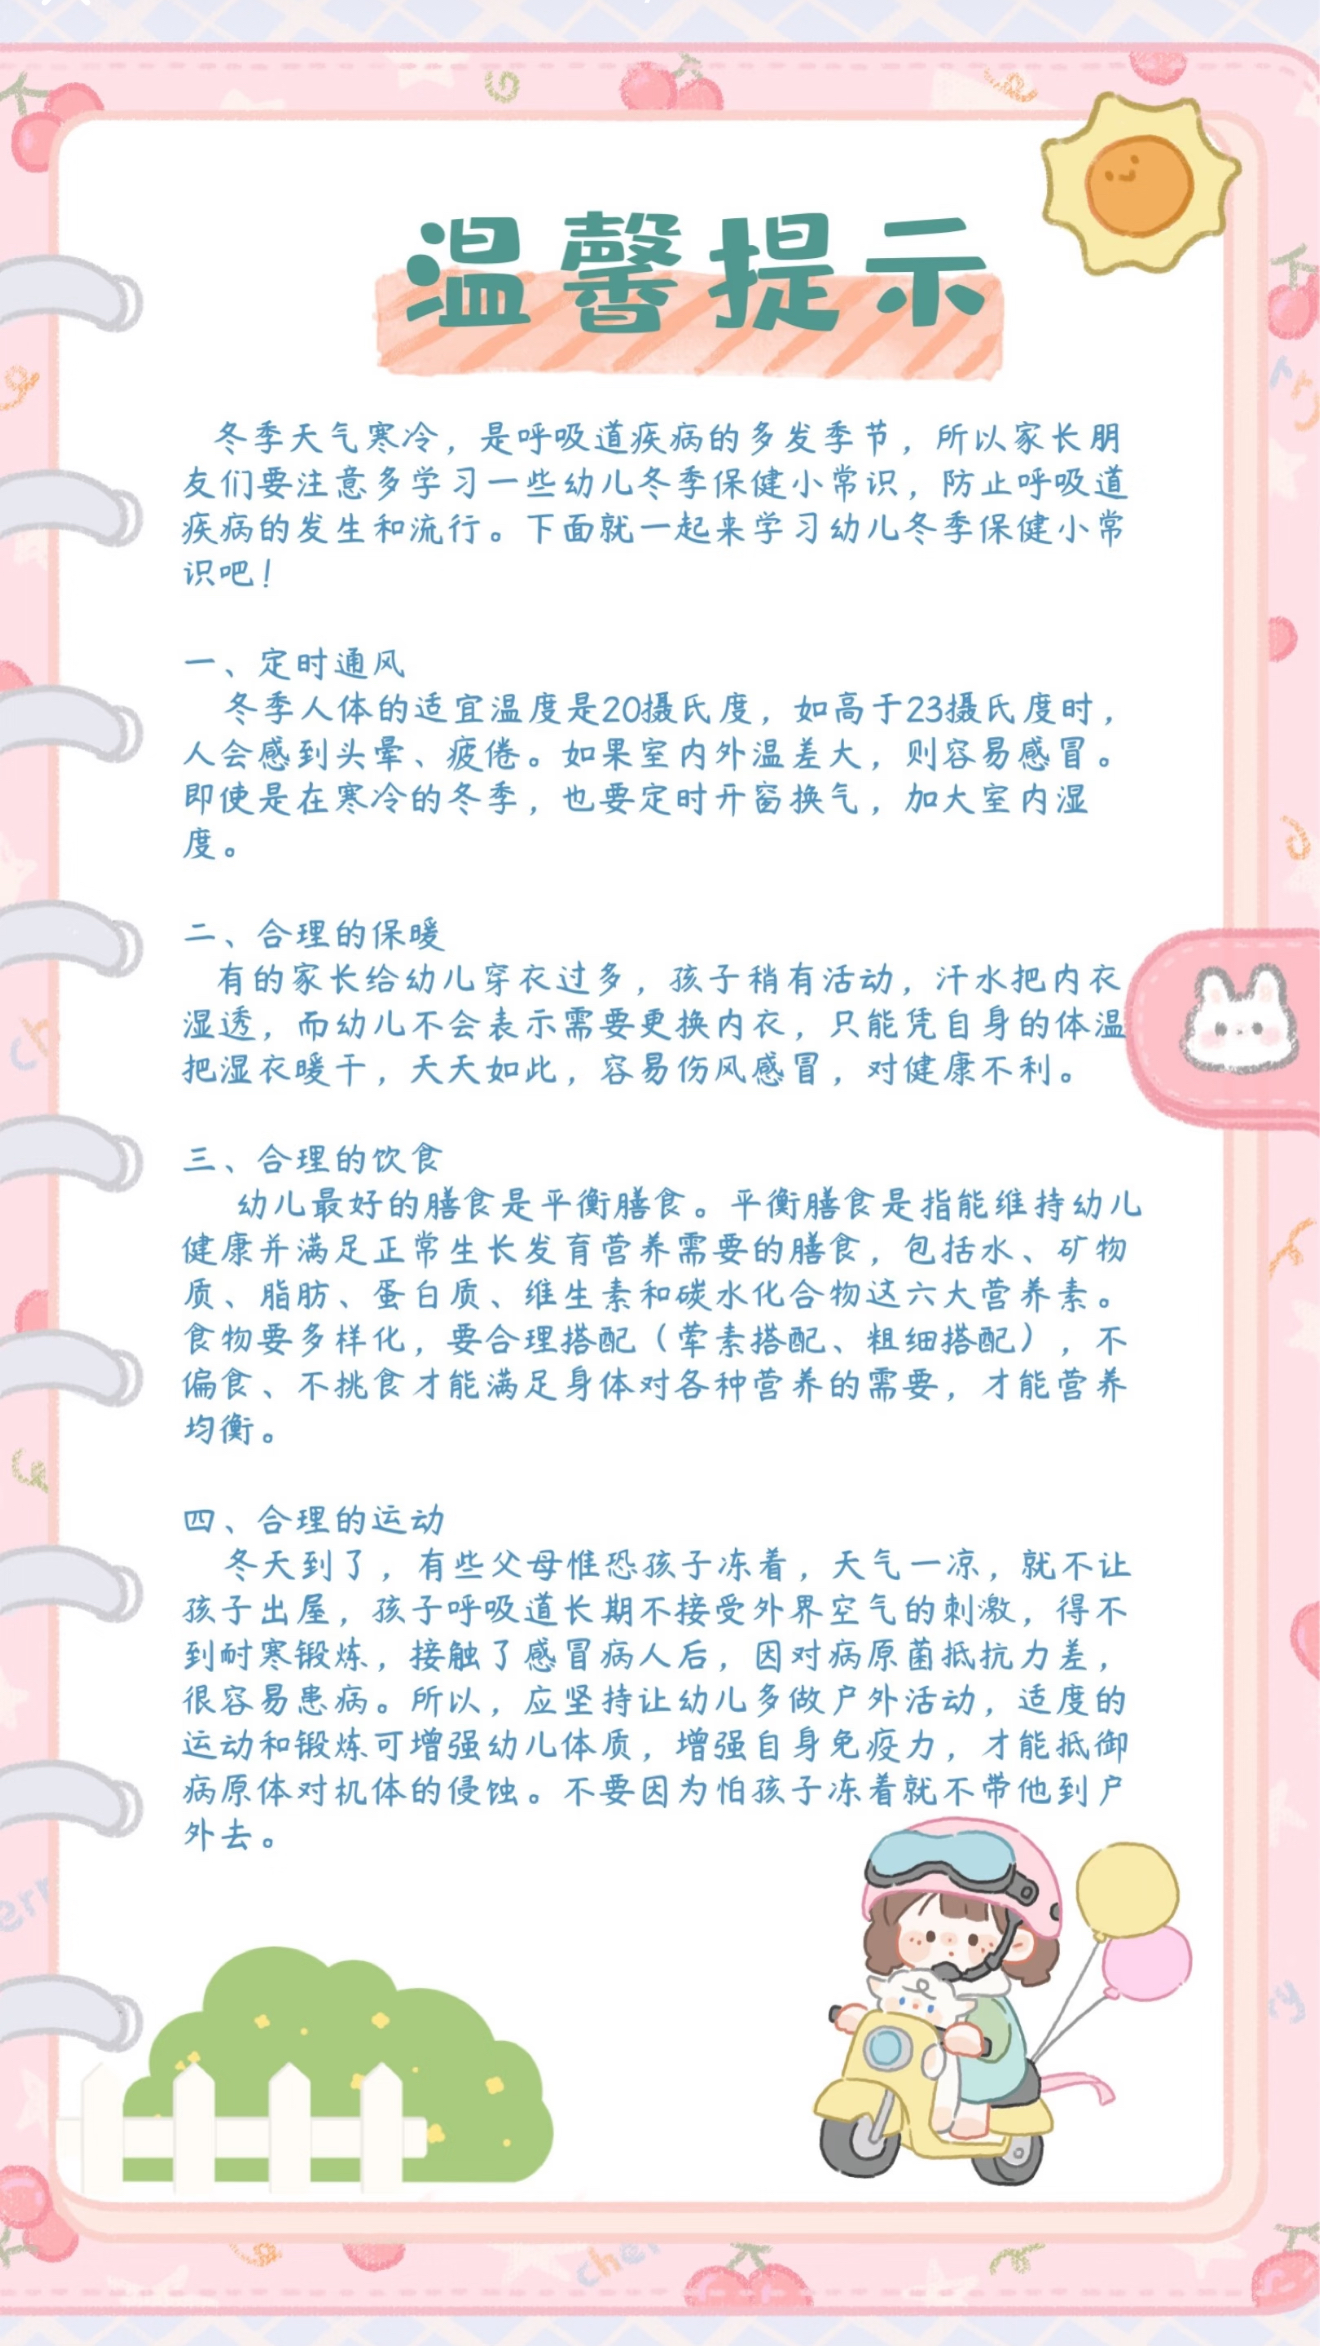 温馨提示
冬季天气寒冷，是呼吸道疾病的多发季节，所以家长朋
友们要注意多学习一些幼儿冬季保健小常识，防止呼吸道
疾病的发生和流行。下面就一起来学习幼儿冬季保健小常
识吧！
一、定时通风
冬季人体的适宜温度是20摄氏度，如高于23摄氏度时，
人会感到头晕、疲倦。如果室内外温差大，则容易感冒。
即使是在寒冷的冬季，也要定时开窗换气，加大室内湿
度。
二、合理的保暖
有的家长给幼儿穿衣过多，孩子稍有活动，汗水把内衣
湿透，而幼儿不会表示需要更换内衣，只能凭自身的体温
把湿衣暖干，天天如此，容易伤风感冒，对健康不利。
三、合理的饮食
幼儿最好的膳食是平衡膳食。平衡膳食是指能维持幼儿
健康并满足正常生长发育营养需要的膳食，包括水、矿物
质、脂肪、蛋白质、维生素和碳水化合物这六大营养素。
食物要多样化，要合理搭配（荤素搭配、粗细搭配），不
偏食、不挑食才能满足身体对各种营养的需要，才能营养
均衡。
四、合理的运动
冬天到了，有些父母惟恐孩子冻着，天气一凉，就不让
孩子出屋，孩子呼吸道长期不接受外界空气的刺激，得不
到耐寒锻炼，接触了感冒病人后，因对病原菌抵抗力差，
很容易患病。所以，应坚持让幼儿多做户外活动，适度的
运动和锻炼可增强幼儿体质，增强自身免疫力，才能抵御
病原体对机体的侵蚀。不要因为怕孩子冻着就不带他到户
外去。